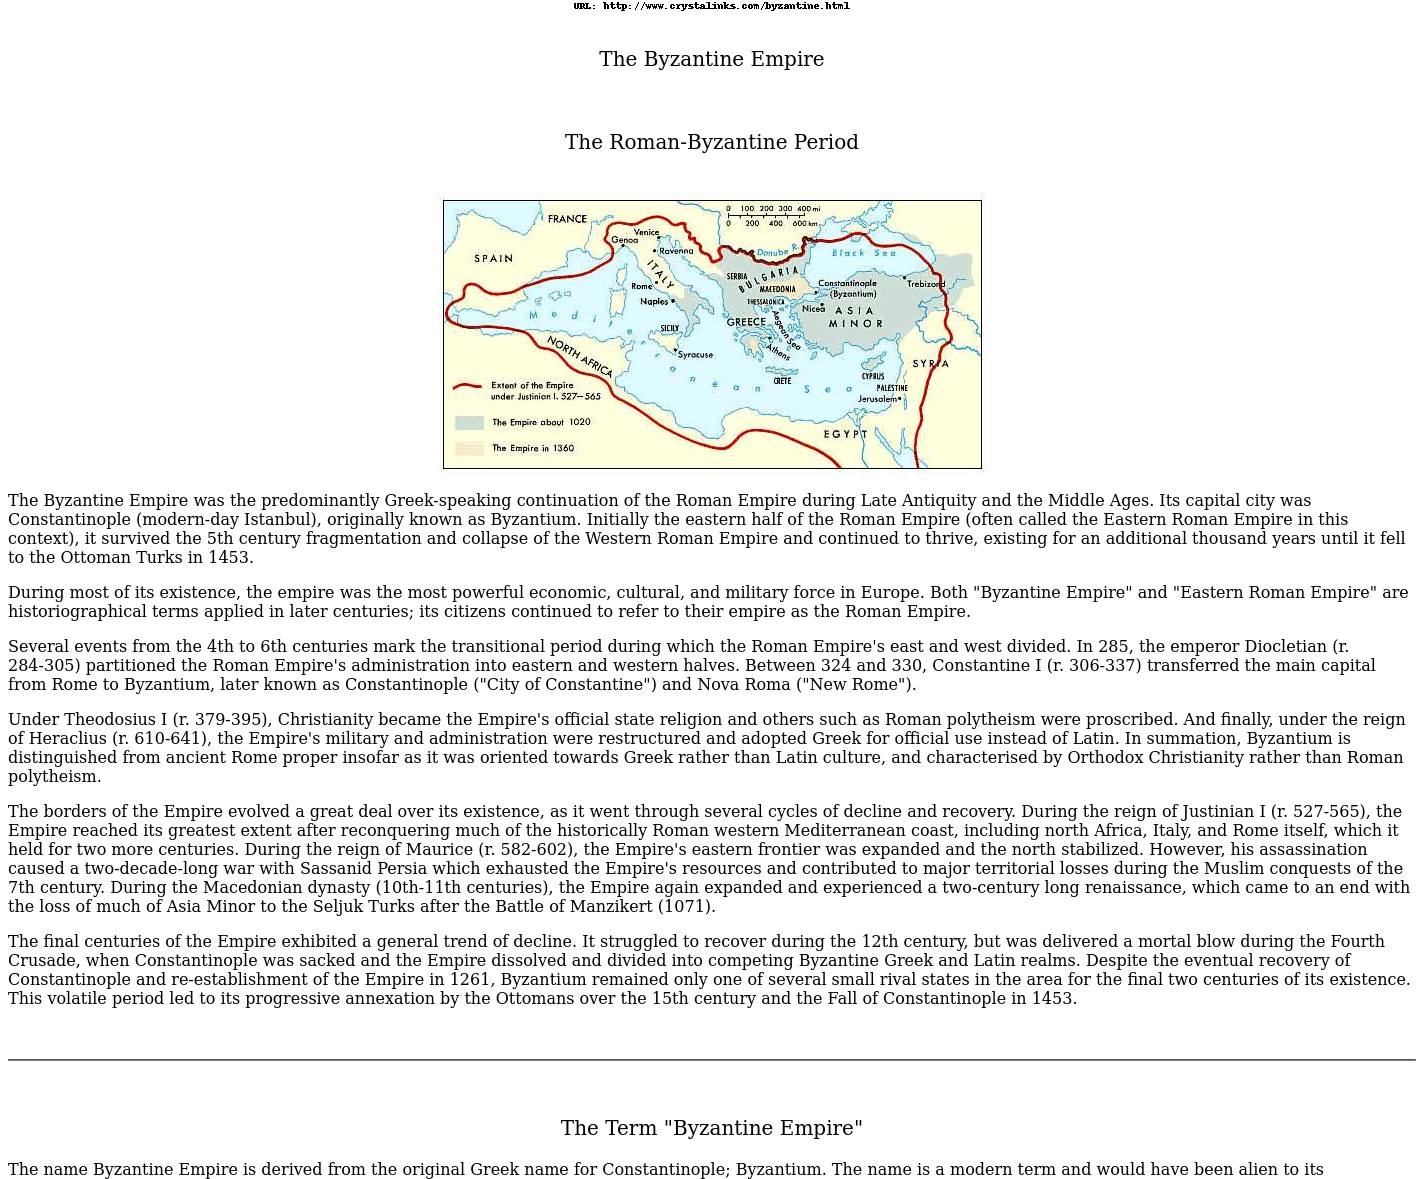 URL: http://www.crystalinks.com/byzantine.html
The Byzantine Empire
The Roman-Byzantine Period
0 100 200 300 400 mi
0 200 400 600 km
FRANCE
Venice
Genoa
Ravenna
SPAIN
ITALY
Rome
Naples
Danube R.
Black Sea
SERBIA
BULGARIA
MACEDONIA
Constantinople
(Byzantium)
Trebizond
THESSALONICA
Nicea
ASIA
MINOR
GREECE
Aegean Sea
Athens
SICILY
Syracuse
NORTH AFRICA
Mediterranean Sea
CRETE
CYPRUS
SYRIA
PALESTINE
Jerusalem
EGYPT
Extent of the Empire
under Justinian I. 527—565
The Empire about 1020
The Empire in 1360
The Byzantine Empire was the predominantly Greek-speaking continuation of the Roman Empire during Late Antiquity and the Middle Ages. Its capital city was
Constantinople (modern-day Istanbul), originally known as Byzantium. Initially the eastern half of the Roman Empire (often called the Eastern Roman Empire in this
context), it survived the 5th century fragmentation and collapse of the Western Roman Empire and continued to thrive, existing for an additional thousand years until it fell
to the Ottoman Turks in 1453.
During most of its existence, the empire was the most powerful economic, cultural, and military force in Europe. Both "Byzantine Empire" and "Eastern Roman Empire" are
historiographical terms applied in later centuries; its citizens continued to refer to their empire as the Roman Empire.
Several events from the 4th to 6th centuries mark the transitional period during which the Roman Empire's east and west divided. In 285, the emperor Diocletian (r.
284-305) partitioned the Roman Empire's administration into eastern and western halves. Between 324 and 330, Constantine I (r. 306-337) transferred the main capital
from Rome to Byzantium, later known as Constantinople ("City of Constantine") and Nova Roma ("New Rome").
Under Theodosius I (r. 379-395), Christianity became the Empire's official state religion and others such as Roman polytheism were proscribed. And finally, under the reign
of Heraclius (r. 610-641), the Empire's military and administration were restructured and adopted Greek for official use instead of Latin. In summation, Byzantium is
distinguished from ancient Rome proper insofar as it was oriented towards Greek rather than Latin culture, and characterised by Orthodox Christianity rather than Roman
polytheism.
The borders of the Empire evolved a great deal over its existence, as it went through several cycles of decline and recovery. During the reign of Justinian I (r. 527-565), the
Empire reached its greatest extent after reconquering much of the historically Roman western Mediterranean coast, including north Africa, Italy, and Rome itself, which it
held for two more centuries. During the reign of Maurice (r. 582-602), the Empire's eastern frontier was expanded and the north stabilized. However, his assassination
caused a two-decade-long war with Sassanid Persia which exhausted the Empire's resources and contributed to major territorial losses during the Muslim conquests of the
7th century. During the Macedonian dynasty (10th-11th centuries), the Empire again expanded and experienced a two-century long renaissance, which came to an end with
the loss of much of Asia Minor to the Seljuk Turks after the Battle of Manzikert (1071).
The final centuries of the Empire exhibited a general trend of decline. It struggled to recover during the 12th century, but was delivered a mortal blow during the Fourth
Crusade, when Constantinople was sacked and the Empire dissolved and divided into competing Byzantine Greek and Latin realms. Despite the eventual recovery of
Constantinople and re-establishment of the Empire in 1261, Byzantium remained only one of several small rival states in the area for the final two centuries of its existence.
This volatile period led to its progressive annexation by the Ottomans over the 15th century and the Fall of Constantinople in 1453.
The Term "Byzantine Empire"
The name Byzantine Empire is derived from the original Greek name for Constantinople; Byzantium. The name is a modern term and would have been alien to its